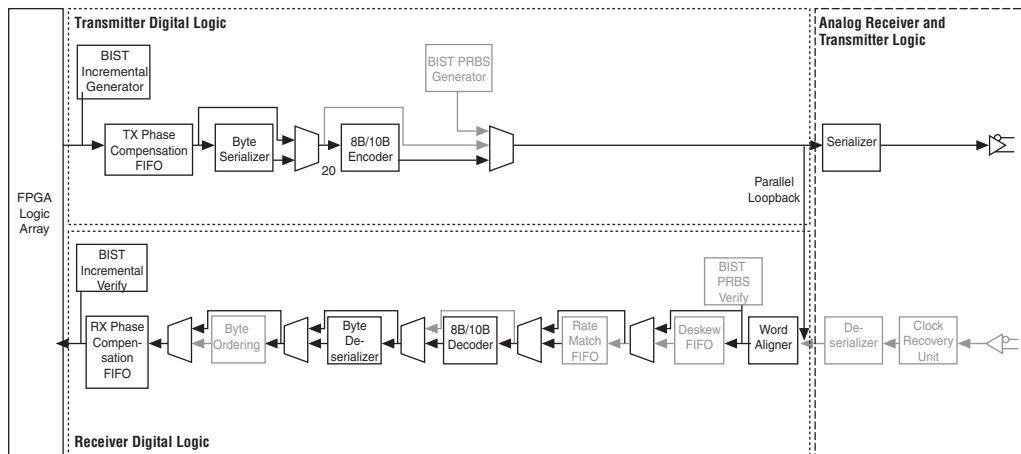 Transmitter Digital Logic
Analog Receiver and
Transmitter Logic
BIST
Incremental
Generator
BIST PRBS
Generator
TX Phase
Compensation
FIFO
Byte
Serializer
20
8B/10B
Encoder
Serializer
Parallel
Loopback
FPGA
Logic
Array
BIST
Incremental
Verify
BIST
PRBS
Verify
RX Phase
Compen-
sation
FIFO
Byte
Ordering
Byte
De-
serializer
8B/10B
Decoder
Rate
Match
FIFO
Deskew
FIFO
Word
Aligner
De-
serializer
Clock
Recovery
Unit
Receiver Digital Logic